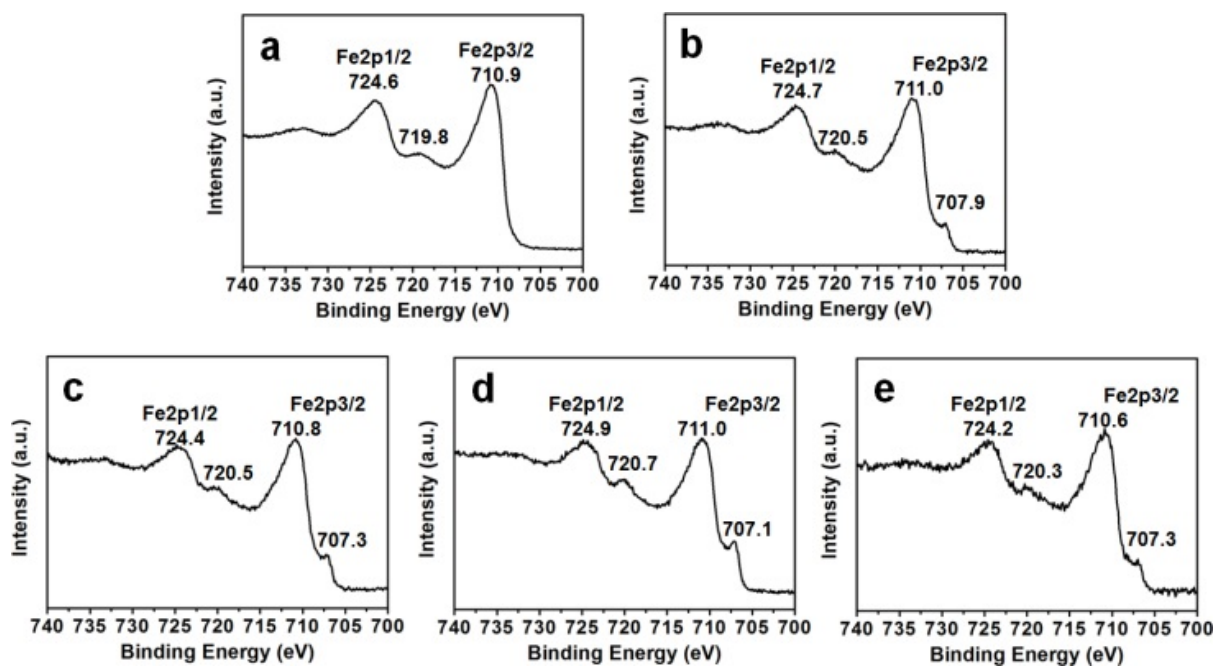 a
Fe2p1/2
724.6
Fe2p3/2
710.9
719.8
Intensity (a.u.)
740 735 730 725 720 715 710 705 700
Binding Energy (eV)
b
Fe2p1/2
724.7
Fe2p3/2
711.0
720.5
707.9
Intensity (a.u.)
740 735 730 725 720 715 710 705 700
Binding Energy (eV)
c
Fe2p1/2
724.4
Fe2p3/2
710.8
720.5
707.3
Intensity (a.u.)
740 735 730 725 720 715 710 705 700
Binding Energy (eV)
d
Fe2p1/2
724.9
Fe2p3/2
711.0
720.7
707.1
Intensity (a.u.)
740 735 730 725 720 715 710 705 700
Binding Energy (eV)
e
Fe2p1/2
724.2
Fe2p3/2
710.6
720.3
707.3
Intensity (a.u.)
740 735 730 725 720 715 710 705 700
Binding Energy (eV)